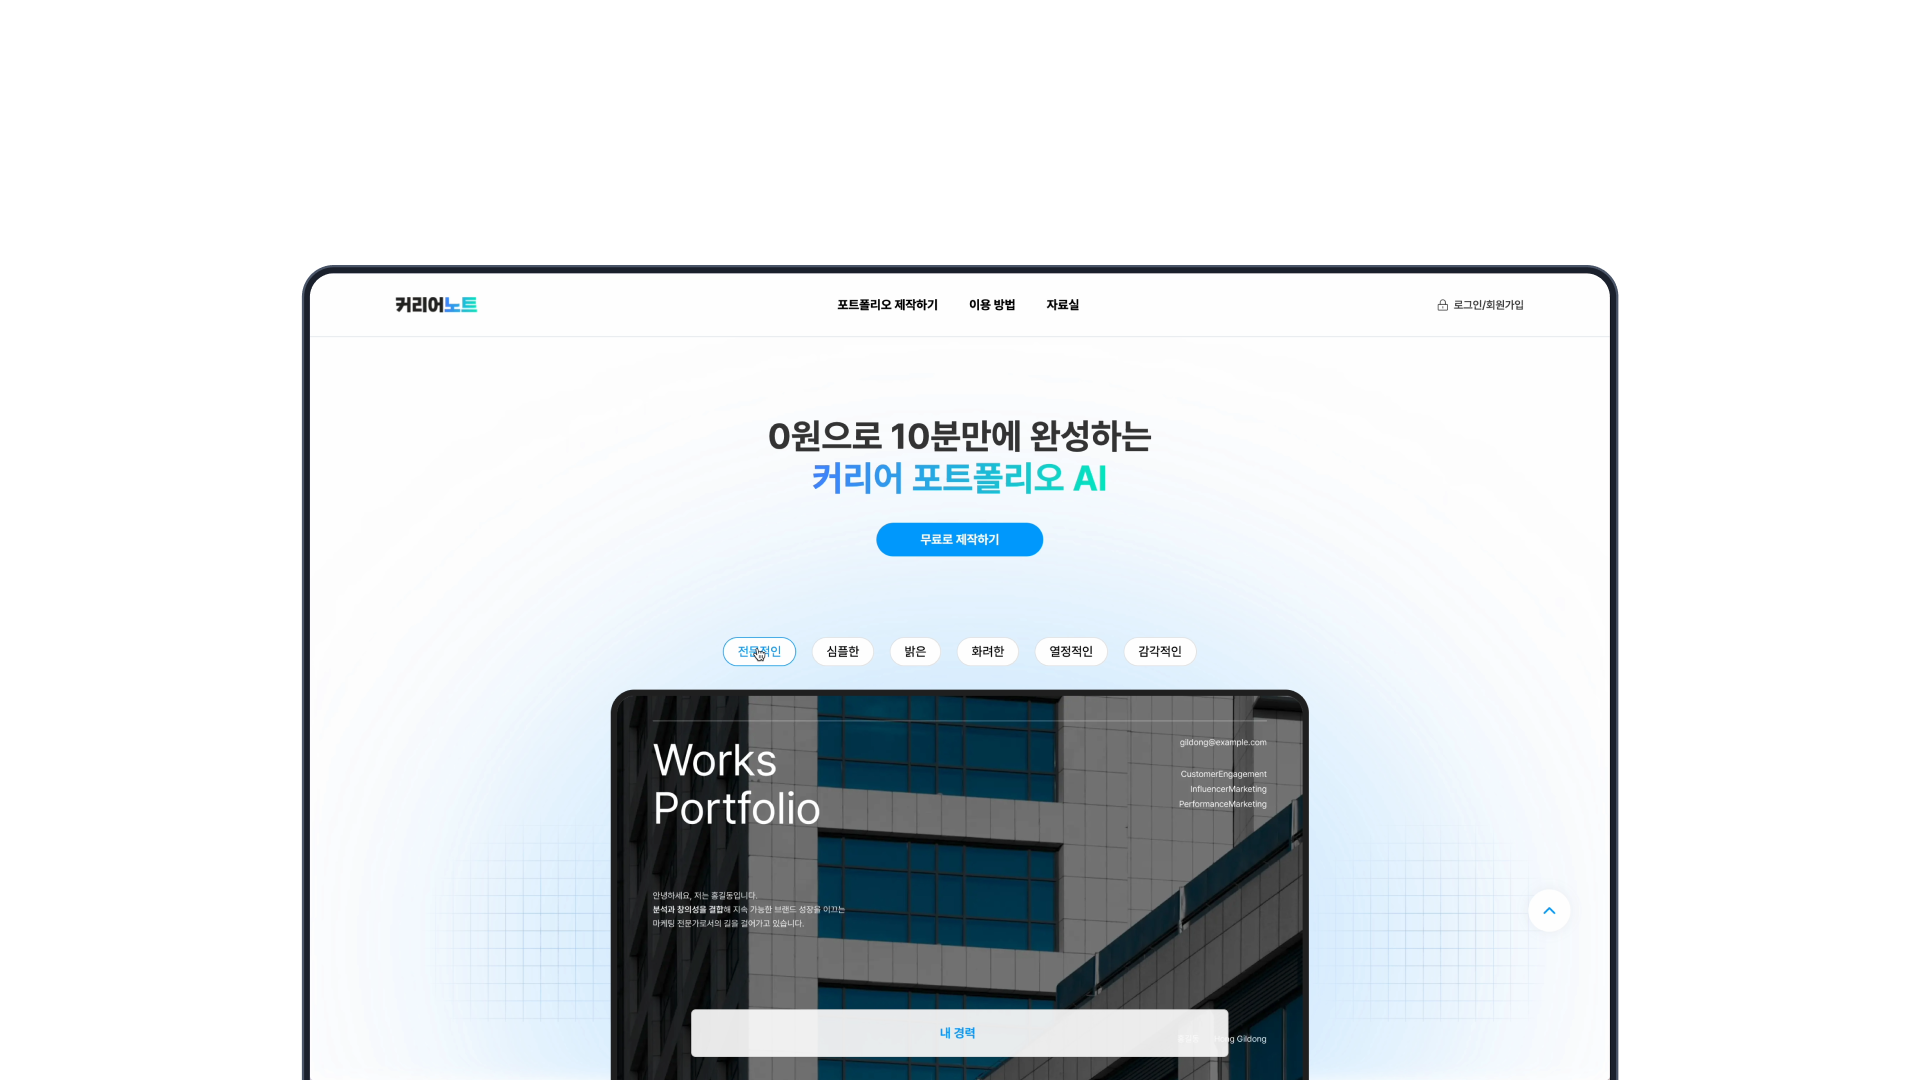 커리어노트
포트폴리오 제작하기
이용 방법
자료실
로그인/회원가입
0원으로 10분만에 완성하는
커리어 포트폴리오 AI
무료로 제작하기
전문적인
심플한
밝은
화려한
열정적인
감각적인
Works
Portfolio
gildong@example.com
CustomerEngagement
InfluencerMarketing
PerformanceMarketing
안녕하세요, 저는 홍길동입니다.
분석과 창의성을 결합해 지속 가능한 브랜드 성장을 이끄는
마케팅 전문가로서의 길을 걸어가고 있습니다.
내 경력
Gildong